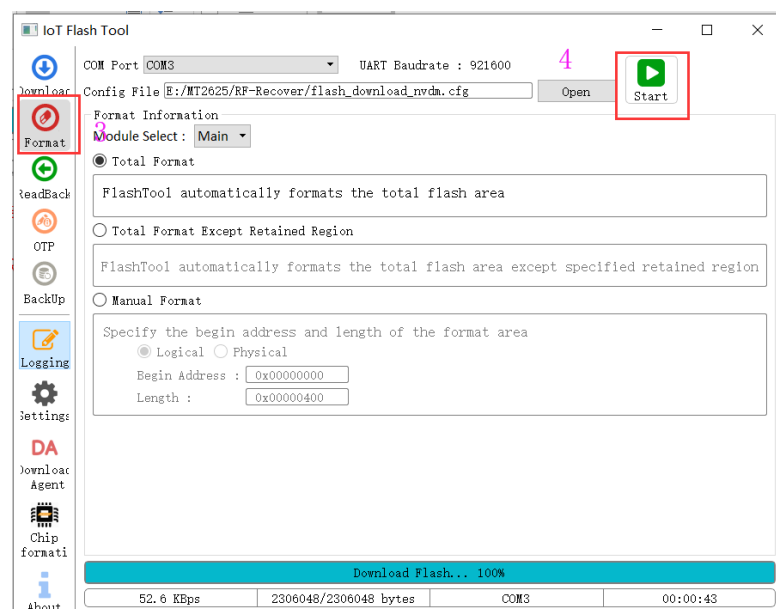 IoT Flash Tool
COM Port COM3 UART Baudrate : 921600 4
Config File E:/MT2625/RF-Recover/flash_download_nvdm.cfg Open Start
Format Information
3
Module Select : Main
Total Format
FlashTool automatically formats the total flash area
Total Format Except Retained Region
FlashTool automatically formats the total flash area except specified retained region
Manual Format
Specify the begin address and length of the format area
Logical Physical
Begin Address : 0x00000000
Length : 0x00000400
Downloac
Format
ReadBack
OTP
BackUp
Logging
Settings
DA
Downloac
Agent
Chip
formati
About
Download Flash... 100%
52.6 KBps 2306048/2306048 bytes COM3 00:00:43